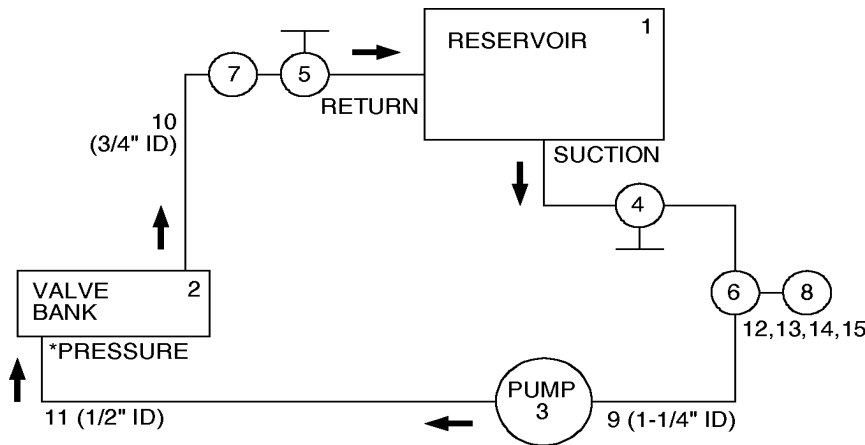 RESERVOIR 1
7 5
RETURN
10
(3/4" ID)
SUCTION
4
VALVE 2
BANK
6 8
12,13,14,15
*PRESSURE
PUMP
3
11 (1/2" ID)
9 (1-1/4" ID)